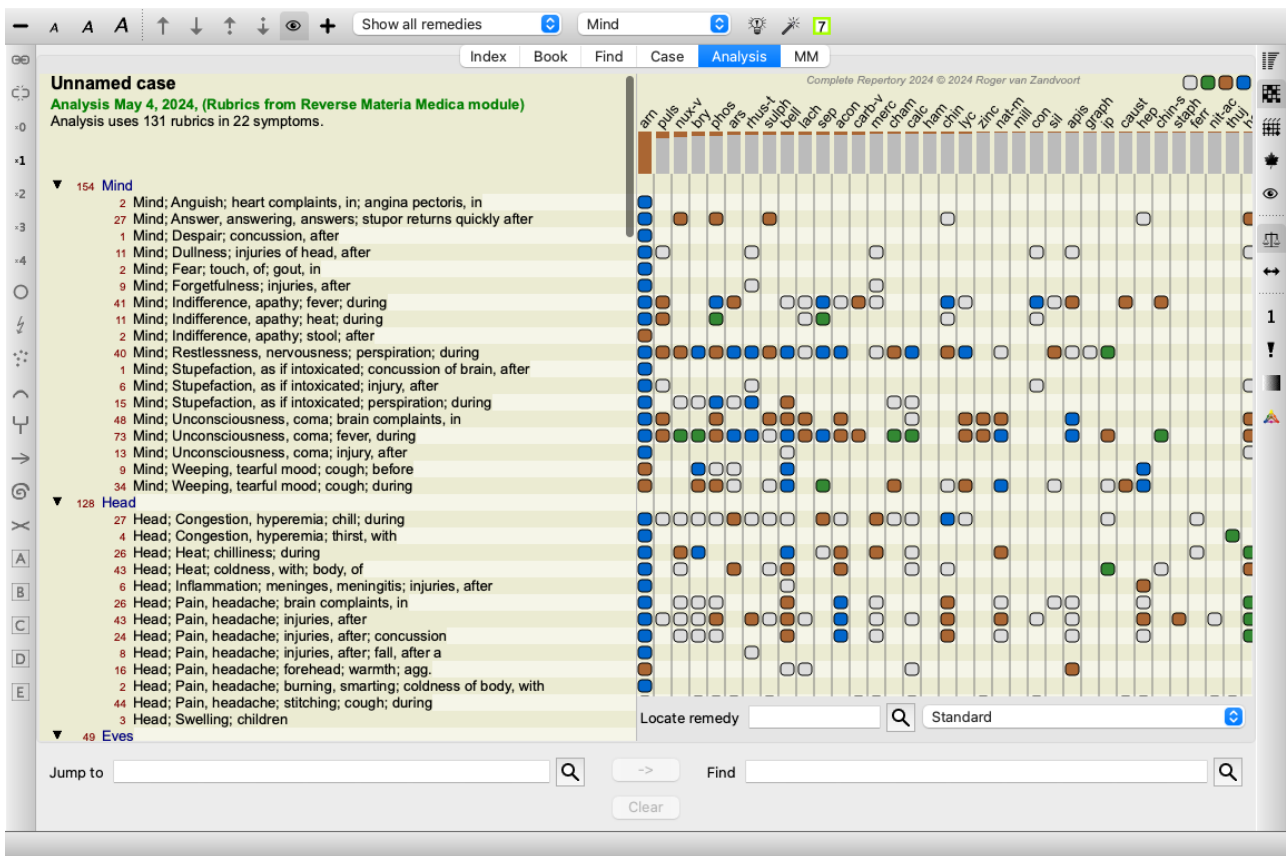 A A A Show all remedies Mind 7
Index Book Find Case Analysis MM
Unnamed case
Analysis May 4, 2024, (Rubrics from Reverse Materia Medica module)
Analysis uses 131 rubrics in 22 symptoms.
Complete Repertory 2024 © 2024 Roger van Zandvoort
arn puls nux-v bry phos ars rhus-t sulph bell lach sep acon carb-v merc cham calc ham chin lyc zinc nat-m mill con sil apis graph ip caust hep chin-s staph ferr nit-ac thuj
×0
×1
×2
×3
×4
A
B
C
D
E
1
154 Mind
2 Mind; Anguish; heart complaints, in; angina pectoris, in
27 Mind; Answer, answering, answers; stupor returns quickly after
1 Mind; Despair; concussion, after
11 Mind; Dullness; injuries of head, after
2 Mind; Fear; touch, of; gout, in
9 Mind; Forgetfulness; injuries, after
41 Mind; Indifference, apathy; fever; during
11 Mind; Indifference, apathy; heat; during
2 Mind; Indifference, apathy; stool; after
40 Mind; Restlessness, nervousness; perspiration; during
1 Mind; Stupefaction, as if intoxicated; concussion of brain, after
6 Mind; Stupefaction, as if intoxicated; injury, after
15 Mind; Stupefaction, as if intoxicated; perspiration; during
48 Mind; Unconsciousness, coma; brain complaints, in
73 Mind; Unconsciousness, coma; fever, during
13 Mind; Unconsciousness, coma; injury, after
9 Mind; Weeping, tearful mood; cough; before
34 Mind; Weeping, tearful mood; cough; during
128 Head
27 Head; Congestion, hyperemia; chill; during
4 Head; Congestion, hyperemia; thirst, with
26 Head; Heat; chilliness; during
43 Head; Heat; coldness, with; body, of
6 Head; Inflammation; meninges, meningitis; injuries, after
26 Head; Pain, headache; brain complaints, in
43 Head; Pain, headache; injuries, after
24 Head; Pain, headache; injuries, after; concussion
8 Head; Pain, headache; injuries, after; fall, after a
16 Head; Pain, headache; forehead; warmth; agg.
2 Head; Pain, headache; burning, smarting; coldness of body, with
44 Head; Pain, headache; stitching; cough; during
3 Head; Swelling; children
49 Eyes
Locate remedy Standard
Jump to -> Find
Clear